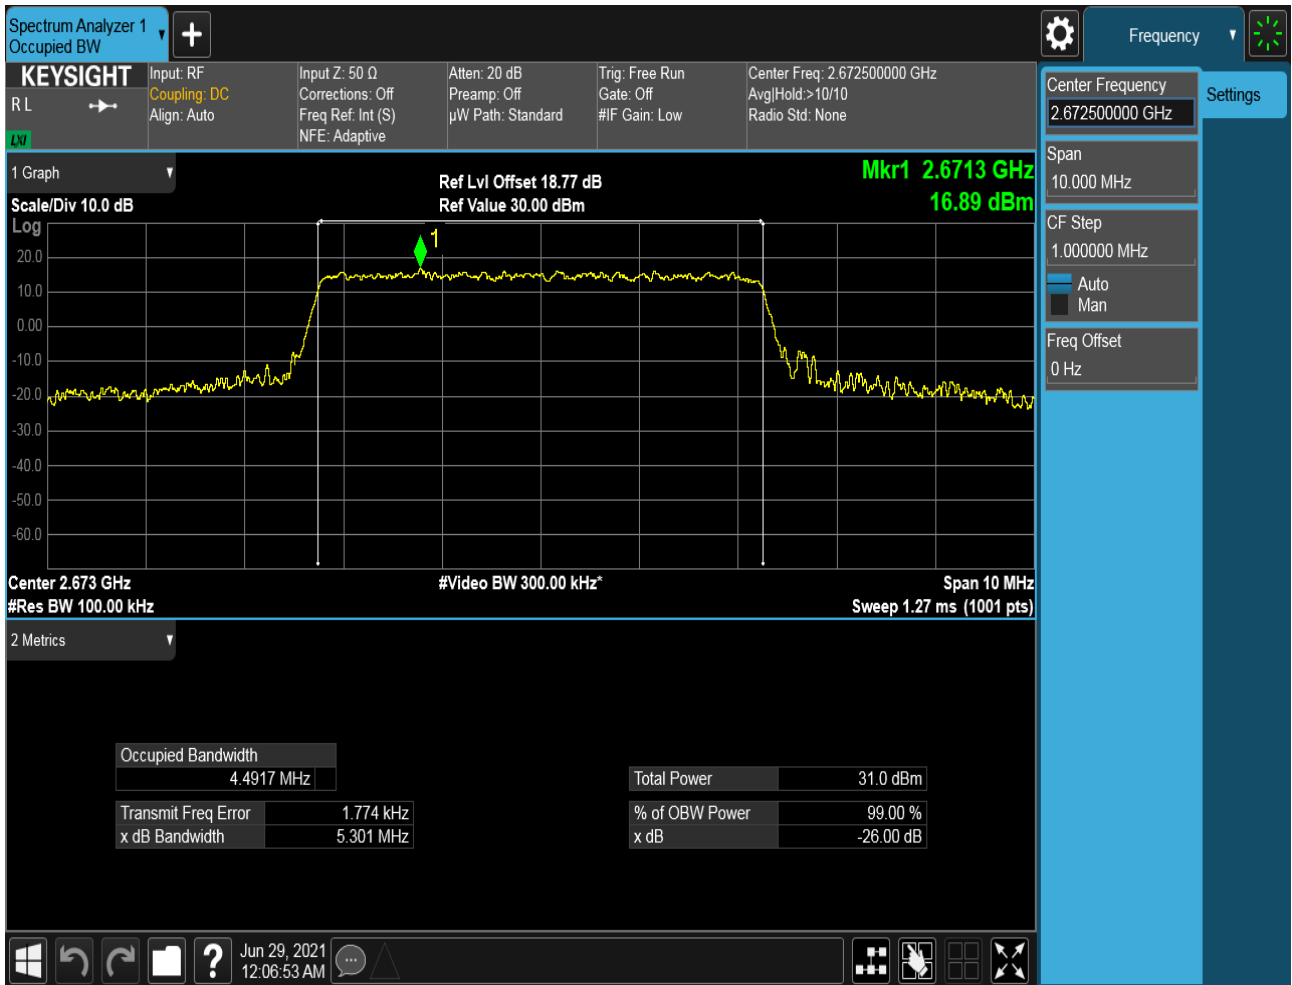 Spectrum Analyzer 1
Occupied BW
+
Frequency
KEYSIGHT
R L
LXI
Input: RF
Coupling: DC
Align: Auto
Input Z: 50 Ω
Corrections: Off
Freq Ref: Int (S)
NFE: Adaptive
Atten: 20 dB
Preamp: Off
µW Path: Standard
Trig: Free Run
Gate: Off
#IF Gain: Low
Center Freq: 2.672500000 GHz
Avg|Hold:>10/10
Radio Std: None
Center Frequency
2.672500000 GHz
Settings
Span
10.000 MHz
CF Step
1.000000 MHz
Auto
Man
Freq Offset
0 Hz
1 Graph
Ref Lvl Offset 18.77 dB
Mkr1 2.6713 GHz
Scale/Div 10.0 dB
Ref Value 30.00 dBm
16.89 dBm
Log
1
20.0
10.0
0.00
-10.0
-20.0
-30.0
-40.0
-50.0
-60.0
Center 2.673 GHz
#Video BW 300.00 kHz*
Span 10 MHz
#Res BW 100.00 kHz
Sweep 1.27 ms (1001 pts)
2 Metrics
Occupied Bandwidth
4.4917 MHz
Total Power 31.0 dBm
Transmit Freq Error 1.774 kHz
% of OBW Power 99.00 %
x dB Bandwidth 5.301 MHz
x dB -26.00 dB
?
Jun 29, 2021
12:06:53 AM